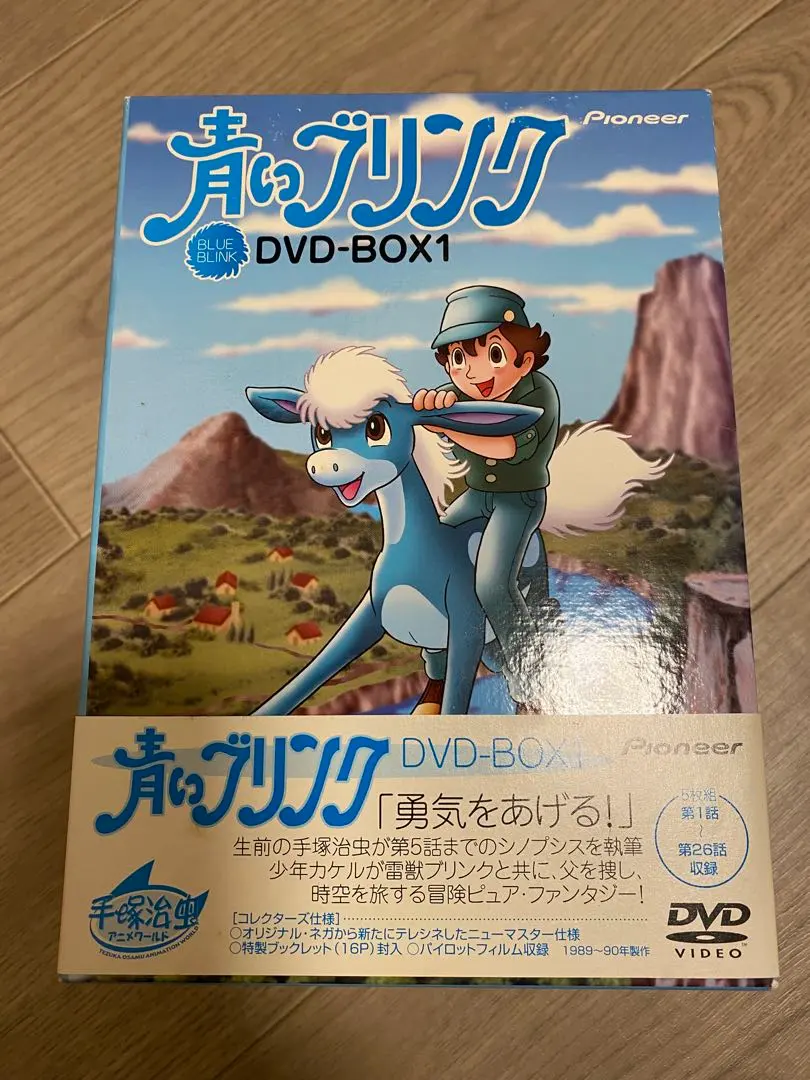 Pioneer
青いブリンク
BLUE
BLINK
DVD-BOX1
青いブリンク
DVD-BOX1
Pioneer
「勇気をあげる!」
5枚組
第1話
~
第26話
収録
生前の手塚治虫が第5話までのシノプシスを執筆
少年カケルが雷獣ブリンクと共に、父を捜し、
時空を旅する冒険ピュア・ファンタジー!
手塚治虫
アニメワールド
TEZUKA OSAMU ANIMATION WORLD
[コレクターズ仕様]
○オリジナル・ネガから新たにテレシネしたニューマスター仕様
○特製ブックレット(16P)封入 ○パイロットフィルム収録 1989~90年製作
DVD
VIDEO